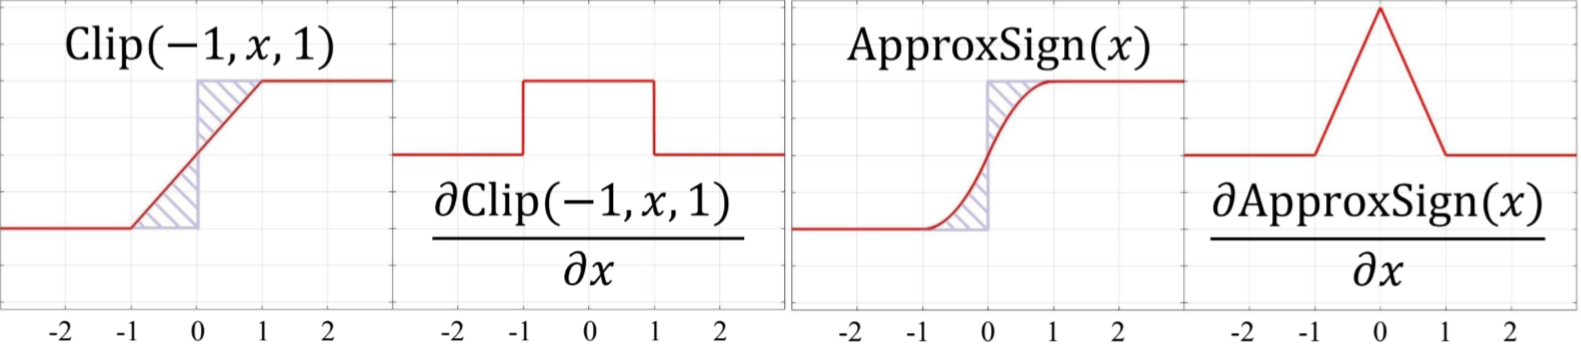 Clip(−1, x, 1)
∂Clip(−1, x, 1)
∂x
ApproxSign(x)
∂ApproxSign(x)
∂x
-2 -1 0 1 2
-2 -1 0 1 2
-2 -1 0 1 2
-2 -1 0 1 2